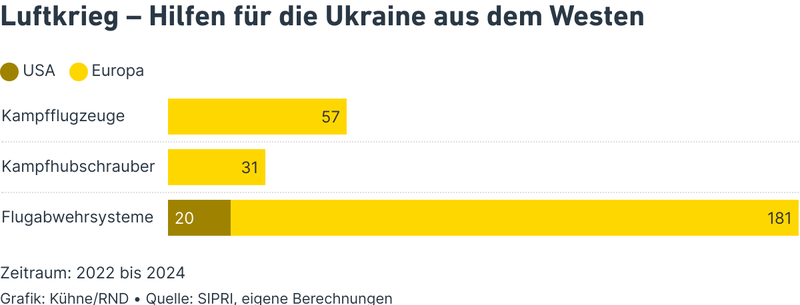 Luftkrieg – Hilfen für die Ukraine aus dem Westen
USA Europa
Kampfflugzeuge 57
Kampfhubschrauber 31
Flugabwehrsysteme 20 181
Zeitraum: 2022 bis 2024
Grafik: Kühne/RND • Quelle: SIPRI, eigene Berechnungen